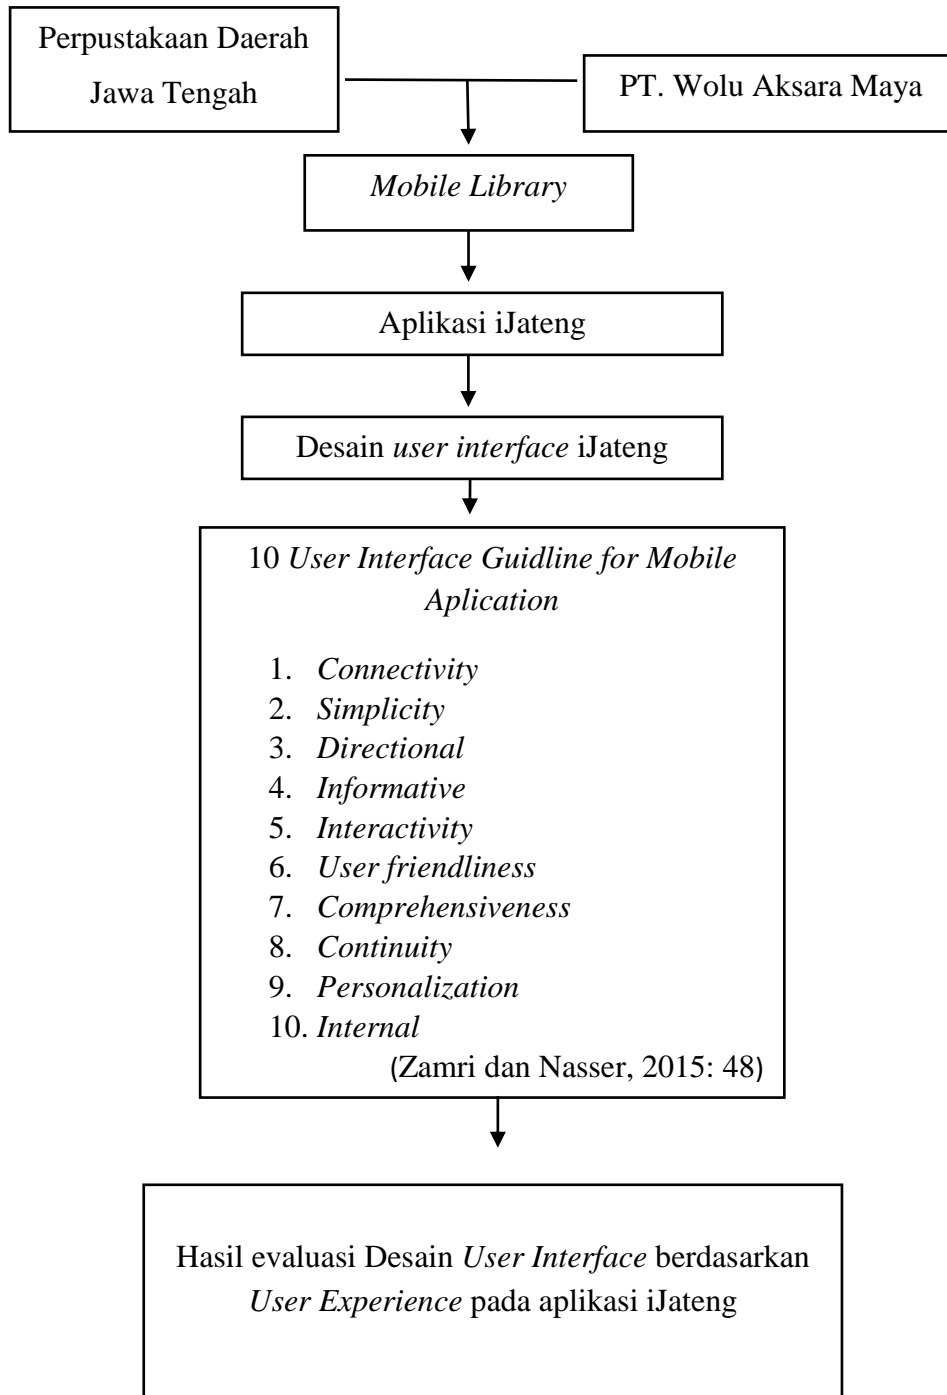 Perpustakaan Daerah
Jawa Tengah
PT. Wolu Aksara Maya
Mobile Library
Aplikasi iJateng
Desain user interface iJateng
10 User Interface Guidline for Mobile
Aplication
1. Connectivity
2. Simplicity
3. Directional
4. Informative
5. Interactivity
6. User friendliness
7. Comprehensiveness
8. Continuity
9. Personalization
10. Internal
(Zamri dan Nasser, 2015: 48)
Hasil evaluasi Desain User Interface berdasarkan
User Experience pada aplikasi iJateng